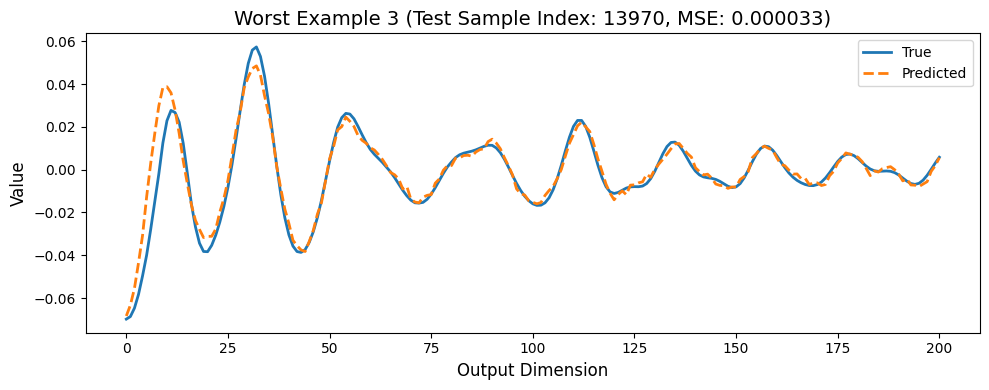 Worst Example 3 (Test Sample Index: 13970, MSE: 0.000033)
True
Predicted
Value
0.06
0.04
0.02
0.00
−0.02
−0.04
−0.06
0 25 50 75 100 125 150 175 200
Output Dimension